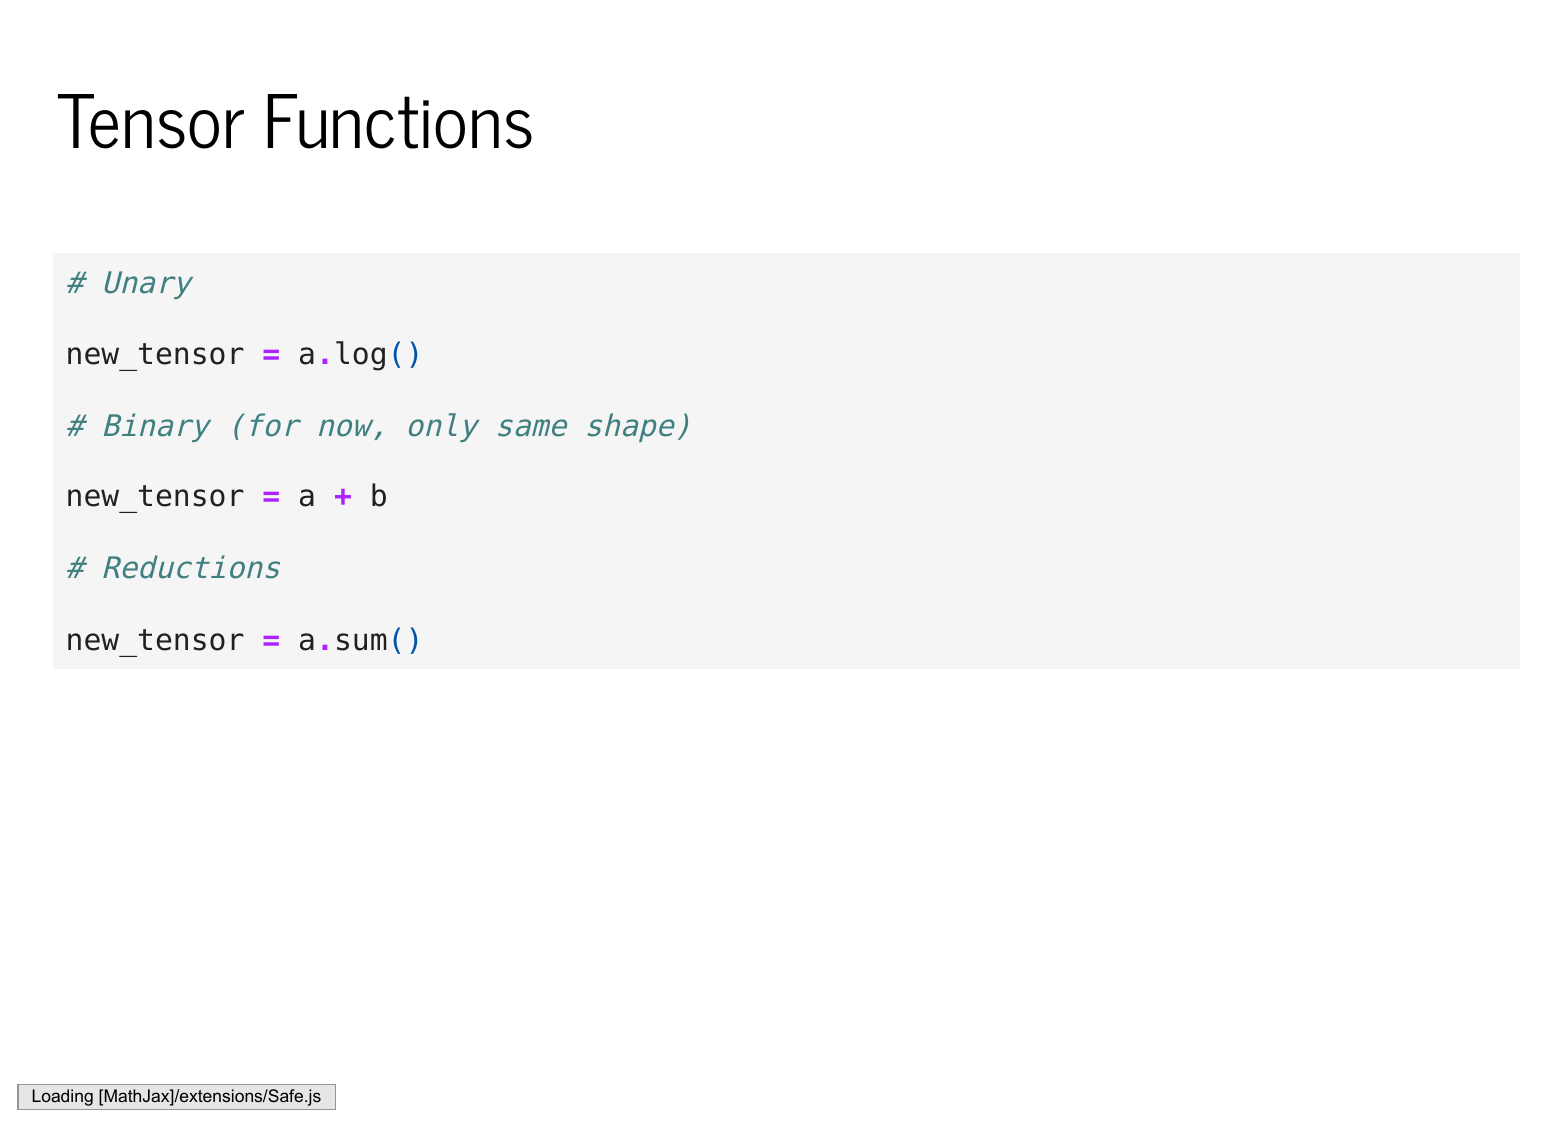 Tensor Functions
# Unary
new_tensor = a.log()
# Binary (for now, only same shape)
new_tensor = a + b
# Reductions
new_tensor = a.sum()
Loading [MathJax]/extensions/Safe.js